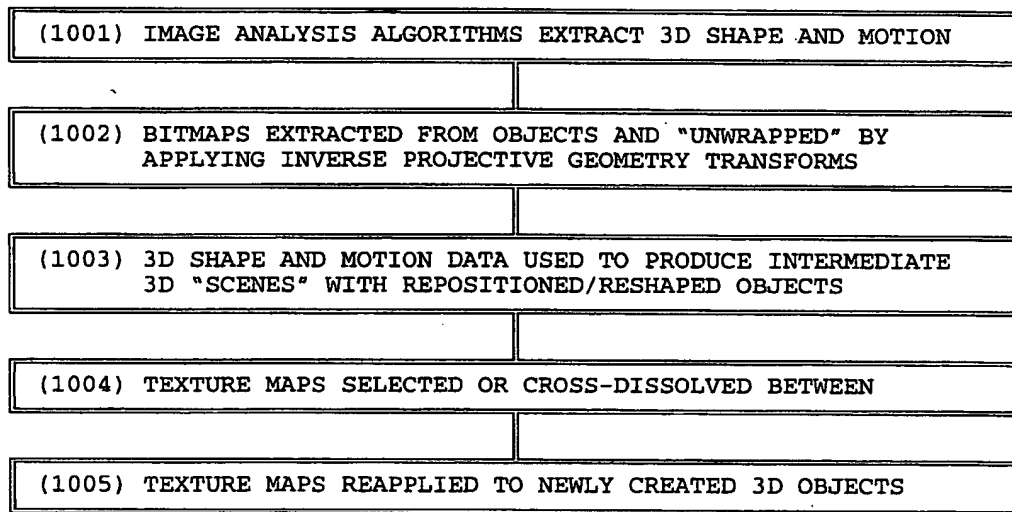 (1001) IMAGE ANALYSIS ALGORITHMS EXTRACT 3D SHAPE AND MOTION
(1002) BITMAPS EXTRACTED FROM OBJECTS AND "UNWRAPPED" BY
APPLYING INVERSE PROJECTIVE GEOMETRY TRANSFORMS
(1003) 3D SHAPE AND MOTION DATA USED TO PRODUCE INTERMEDIATE
3D "SCENES" WITH REPOSITIONED/RESHAPED OBJECTS
(1004) TEXTURE MAPS SELECTED OR CROSS-DISSOLVED BETWEEN
(1005) TEXTURE MAPS REAPPLIED TO NEWLY CREATED 3D OBJECTS